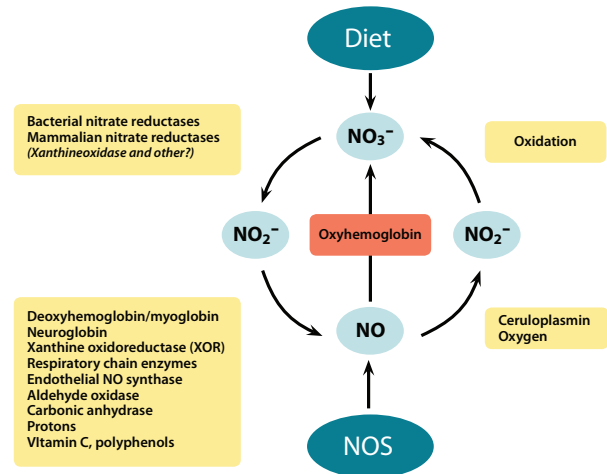 Diet
Bacterial nitrate reductases
Mammalian nitrate reductases
(Xanthineoxidase and other?)
NO₃⁻
Oxidation
NO₂⁻
Oxyhemoglobin
NO₂⁻
Deoxyhemoglobin/myoglobin
Neuroglobin
Xanthine oxidoreductase (XOR)
Respiratory chain enzymes
Endothelial NO synthase
Aldehyde oxidase
Carbonic anhydrase
Protons
VItamin C, polyphenols
NO
Ceruloplasmin
Oxygen
NOS